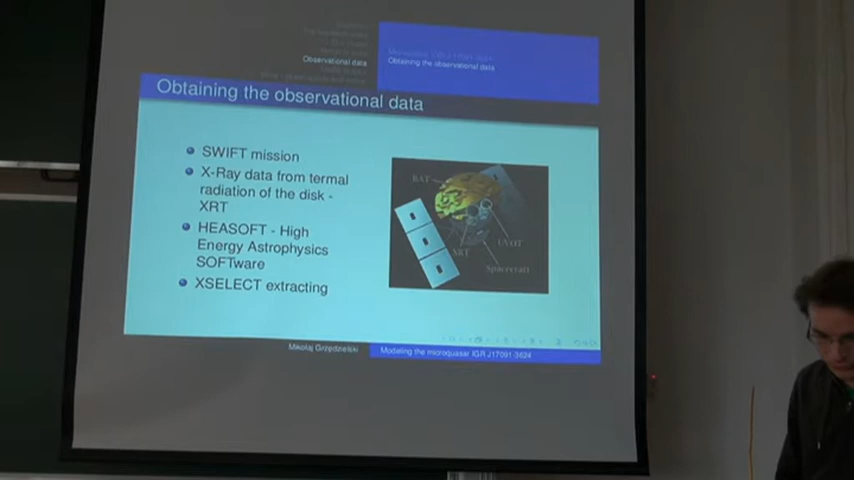 Observational data
Obtaining the observational data
Obtaining the observational data
SWIFT mission
X-Ray data from termal
radiation of the disk -
XRT
HEASOFT - High
Energy Astrophysics
SOFTware
XSELECT extracting
BAT
UVOT
XRT
Spacecraft
Mikołaj Grzędzielski
Modeling the microquasar IGR J17091-3624